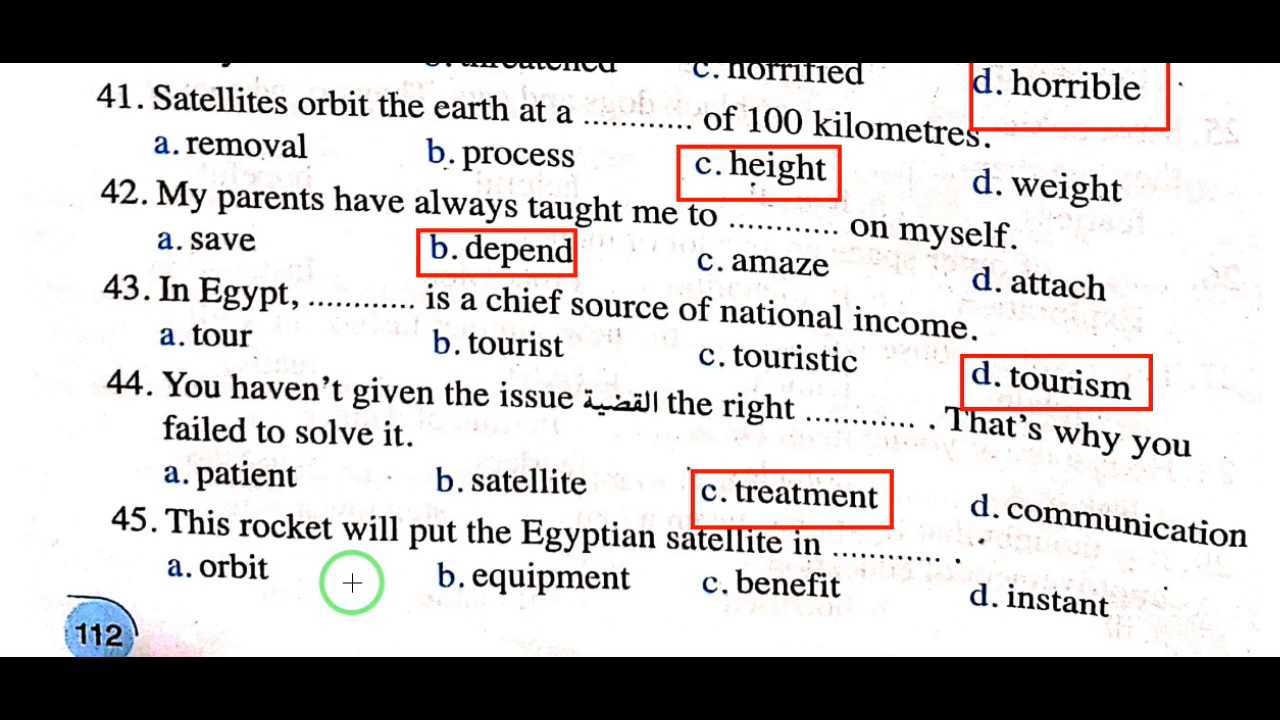 c. horrified d. horrible
41. Satellites orbit the earth at a ............ of 100 kilometres.
a. removal b. process c. height d. weight
42. My parents have always taught me to ............ on myself.
a. save b. depend c. amaze d. attach
43. In Egypt, ............ is a chief source of national income.
a. tour b. tourist c. touristic d. tourism
44. You haven't given the issue القضية the right ............ . That's why you
failed to solve it.
a. patient b. satellite c. treatment d. communication
45. This rocket will put the Egyptian satellite in ............ .
a. orbit b. equipment c. benefit d. instant
112